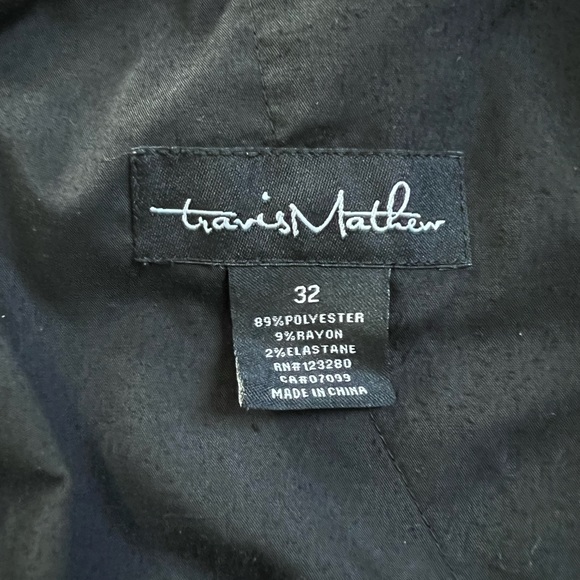 travisMathew
32
89%POLYESTER
9%RAYON
2%ELASTANE
RN#123280
CA#07099
MADE IN CHINA